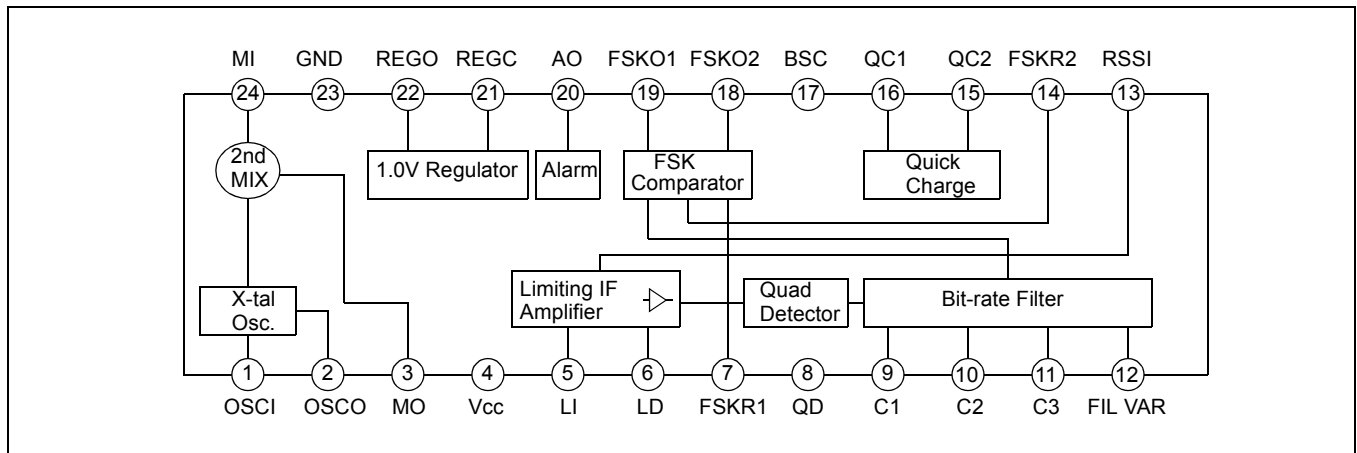 MI GND REGO REGC AO FSKO1 FSKO2 BSC QC1 QC2 FSKR2 RSSI
24 23 22 21 20 19 18 17 16 15 14 13
2nd
MIX
1.0V Regulator
Alarm
FSK
Comparator
Quick
Charge
X-tal
Osc.
Limiting IF
Amplifier
Quad
Detector
Bit-rate Filter
1 2 3 4 5 6 7 8 9 10 11 12
OSCI OSCO MO Vcc LI LD FSKR1 QD C1 C2 C3 FIL VAR